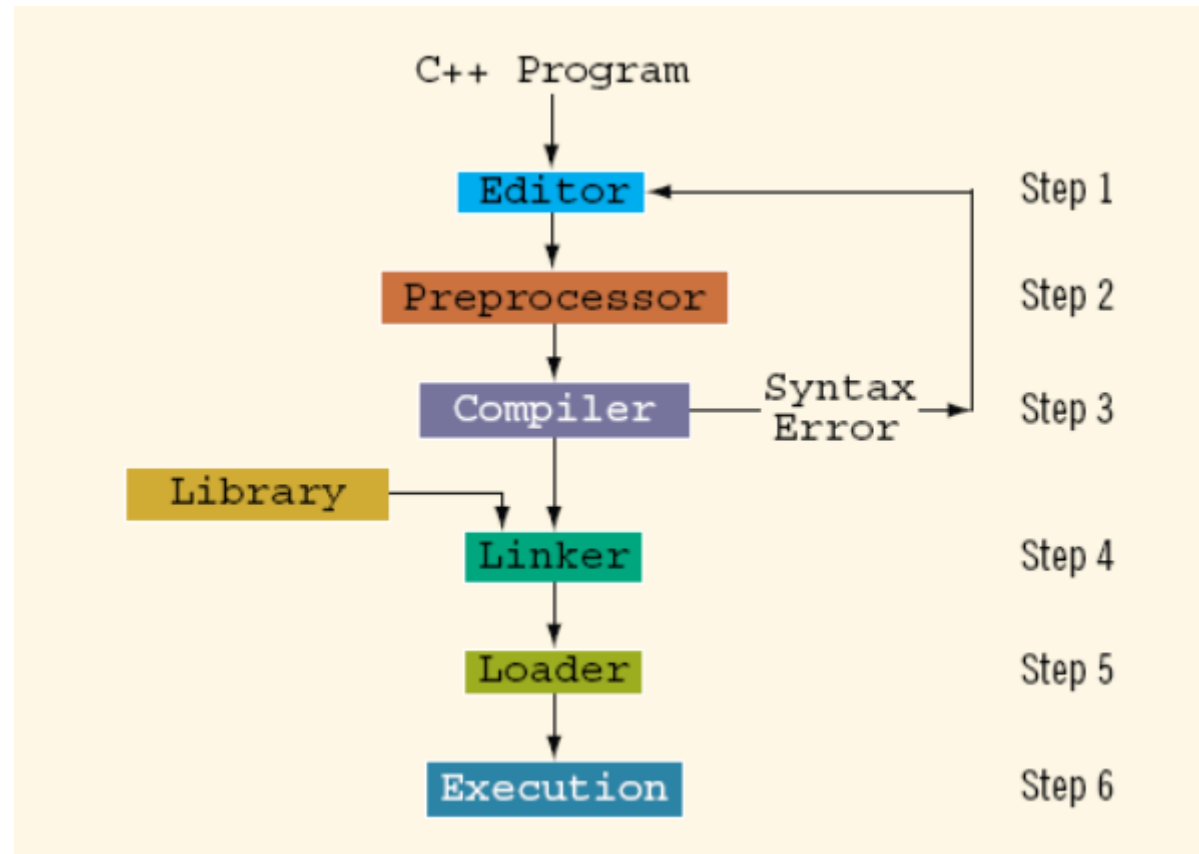 C++ Program
Editor
Step 1
Preprocessor
Step 2
Compiler
Syntax
Error
Step 3
Library
Linker
Step 4
Loader
Step 5
Execution
Step 6